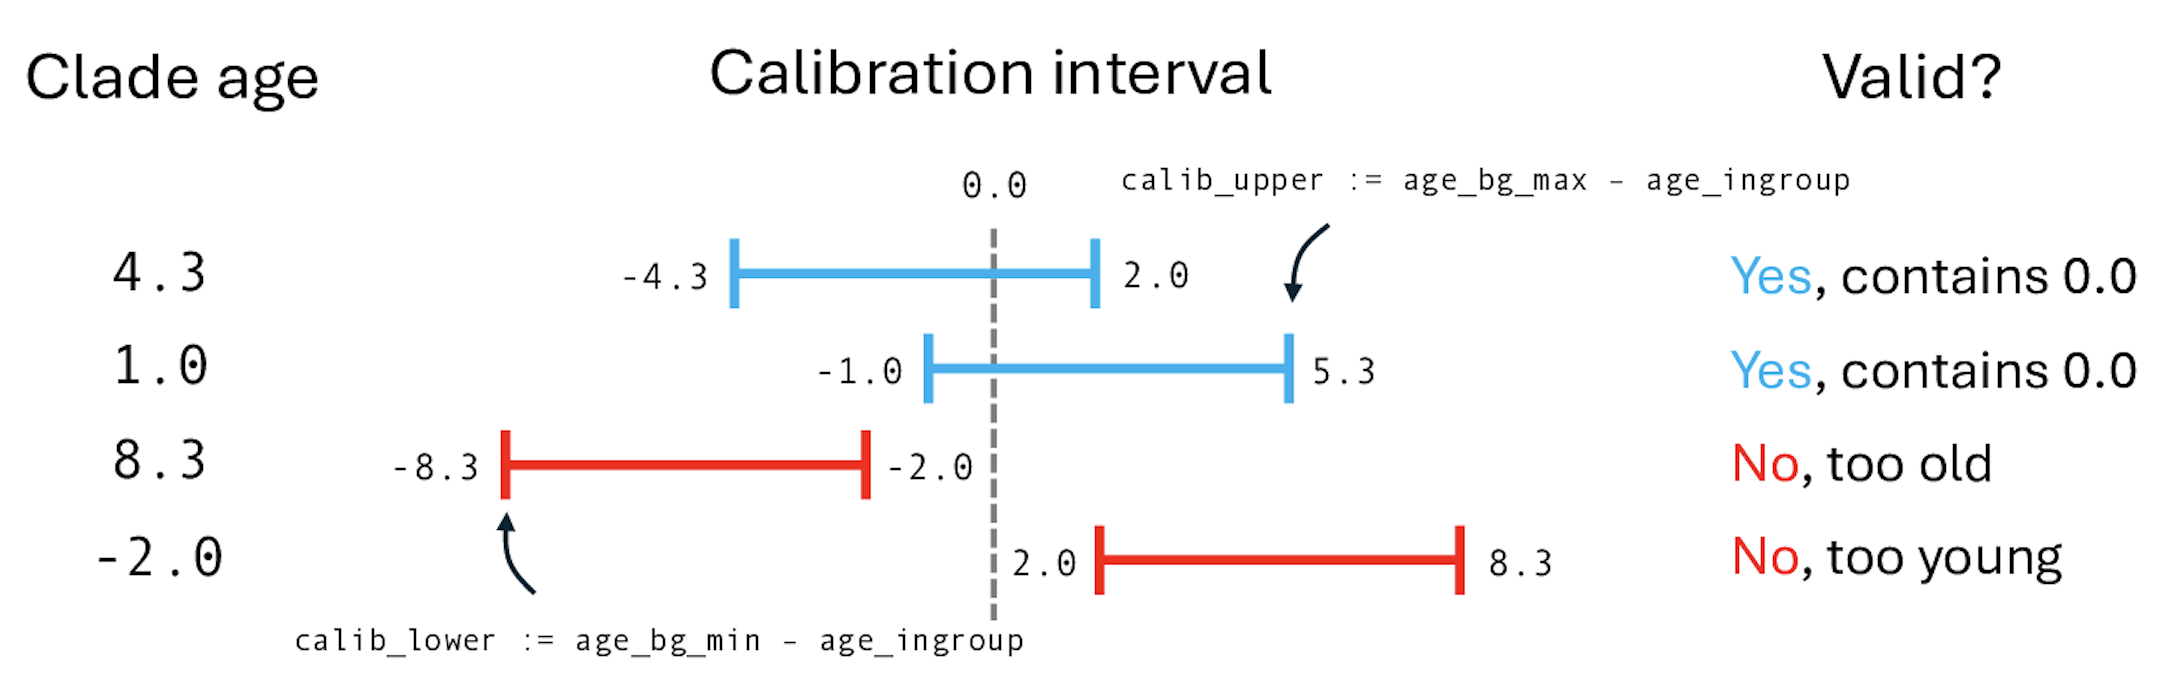 Clade age Calibration interval Valid?
0.0 calib_upper := age_bg_max – age_ingroup
4.3 -4.3 2.0 Yes, contains 0.0
1.0 -1.0 5.3 Yes, contains 0.0
8.3 -8.3 -2.0 No, too old
-2.0 2.0 8.3 No, too young
calib_lower := age_bg_min – age_ingroup